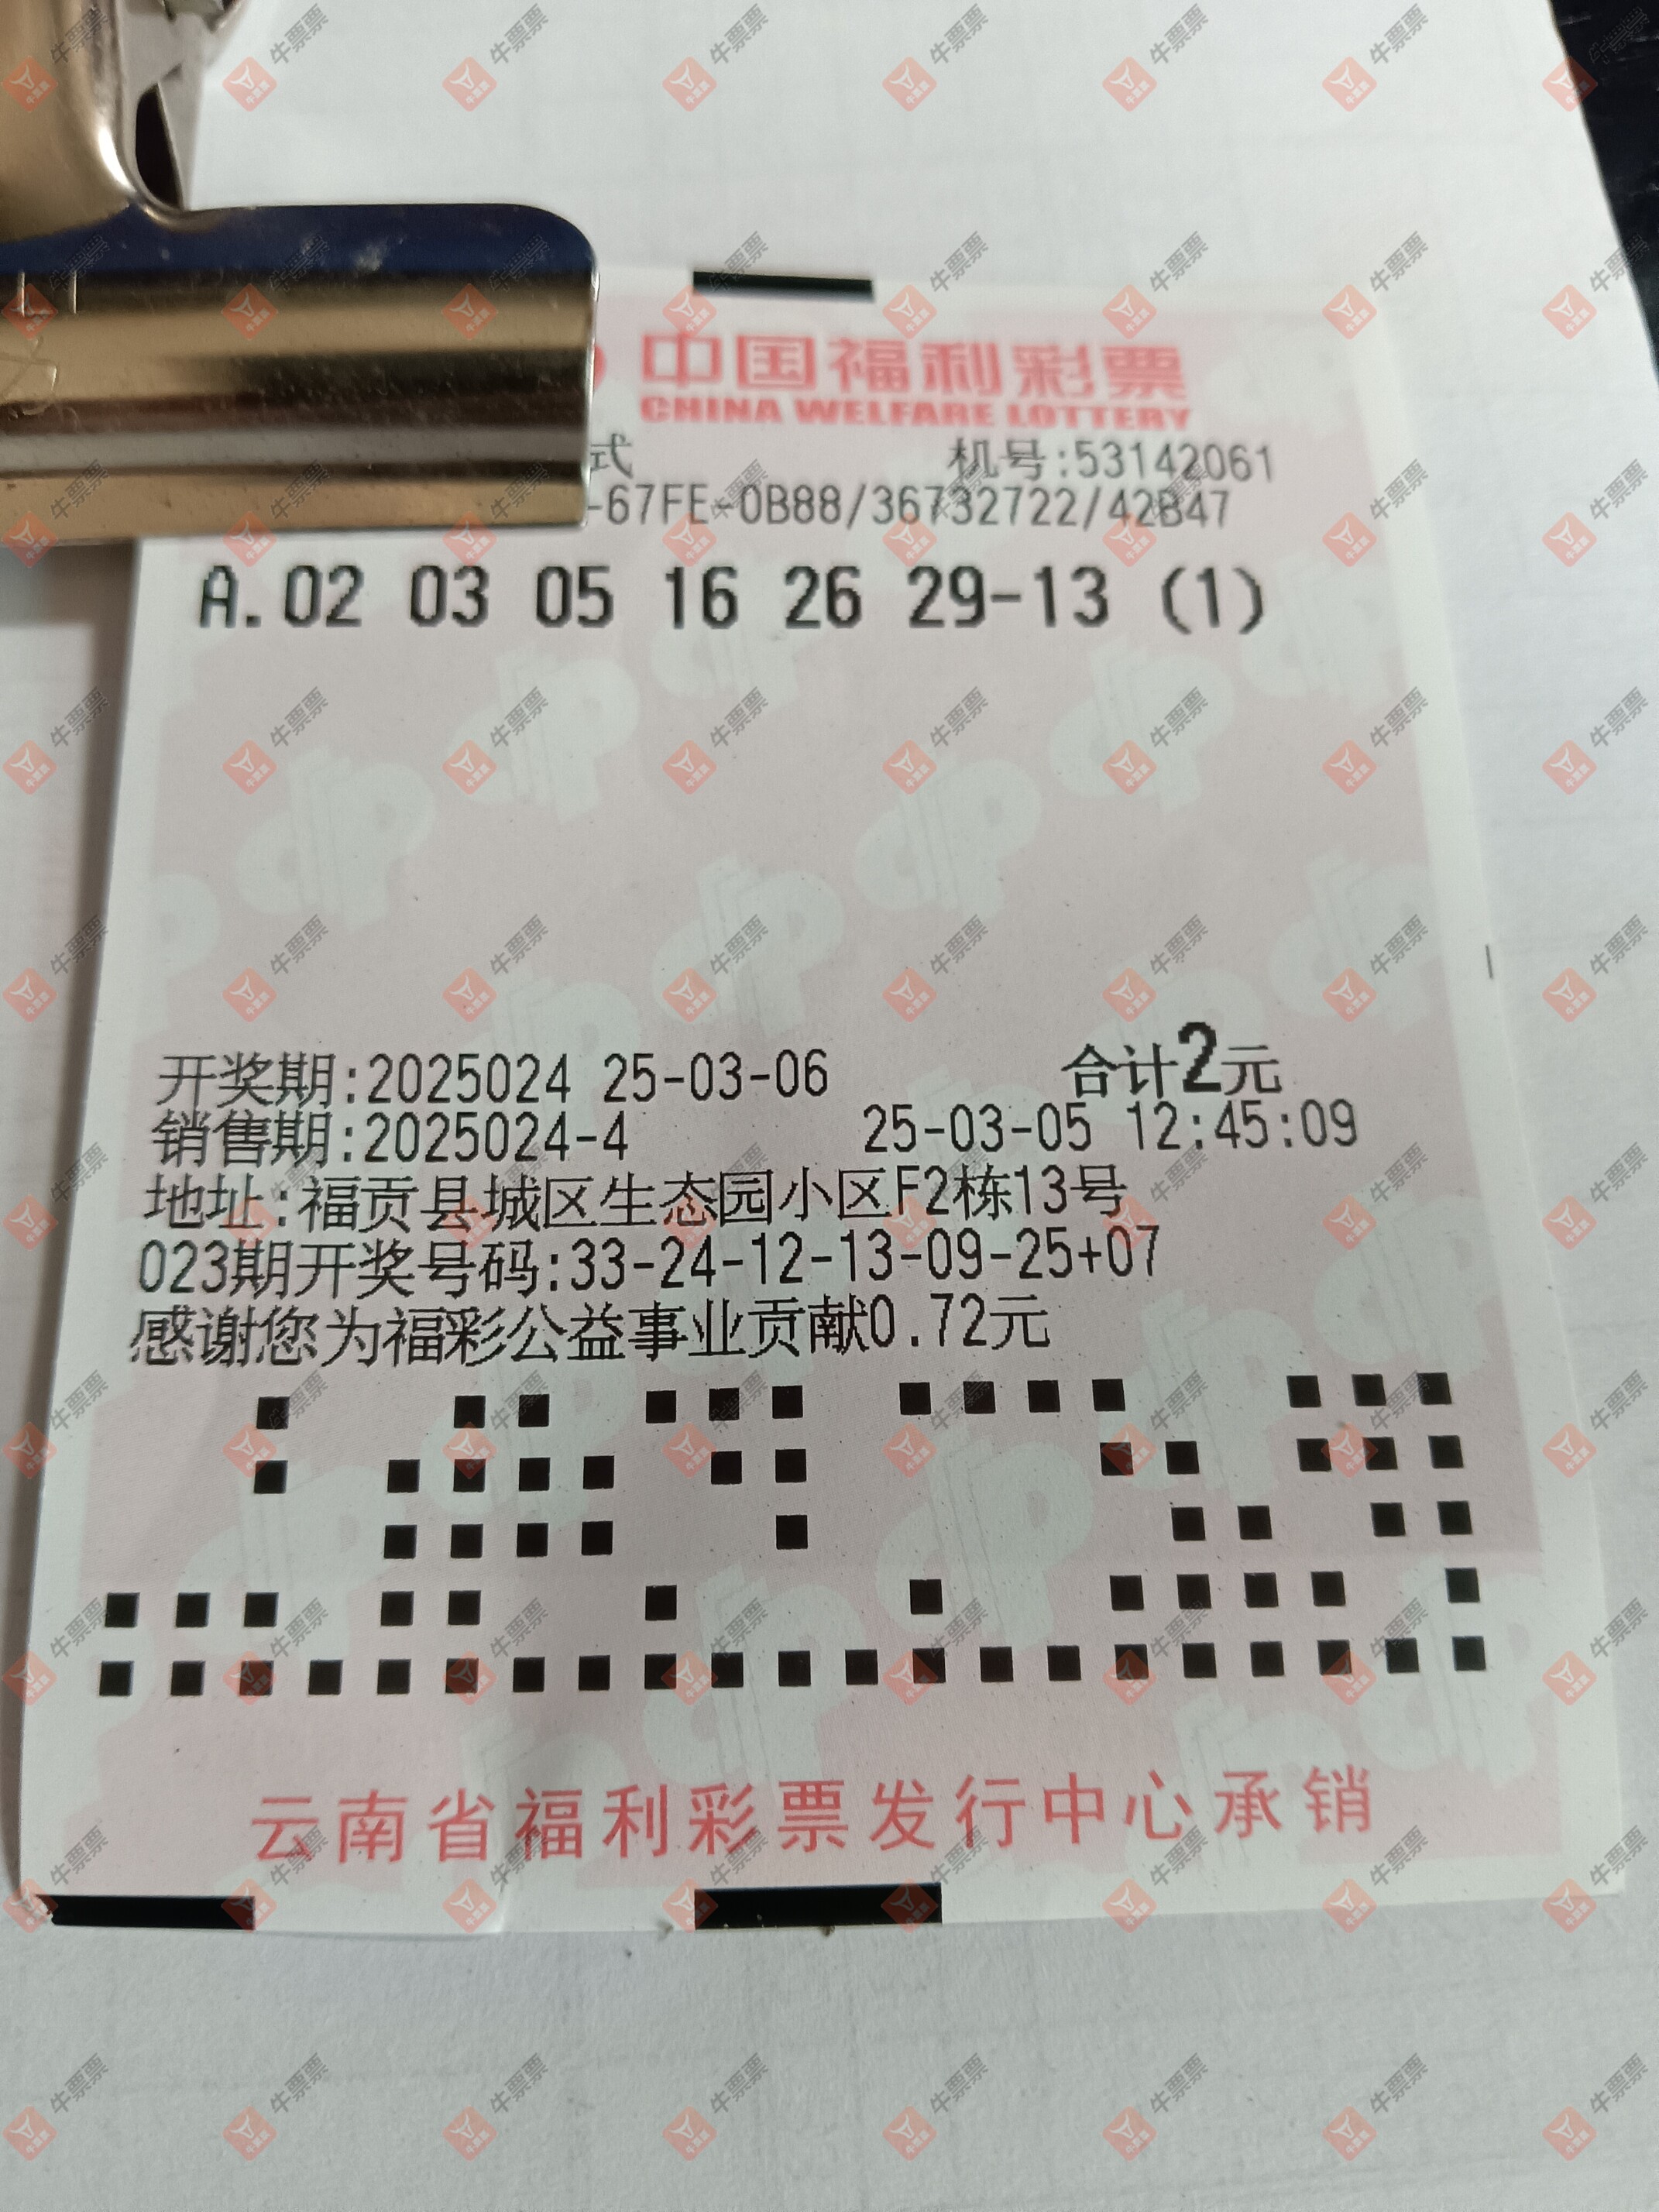 中国福利彩票
CHINA WELFARE LOTTERY
式 机号:53142061
-67FE-0B88/36732722/42B47
A.02 03 05 16 26 29-13 (1)
开奖期:2025024 25-03-06 合计2元
销售期:2025024-4 25-03-05 12:45:09
地址:福贡县城区生态园小区F2栋13号
023期开奖号码:33-24-12-13-09-25+07
感谢您为福彩公益事业贡献0.72元
云南省福利彩票发行中心承销
牛票票